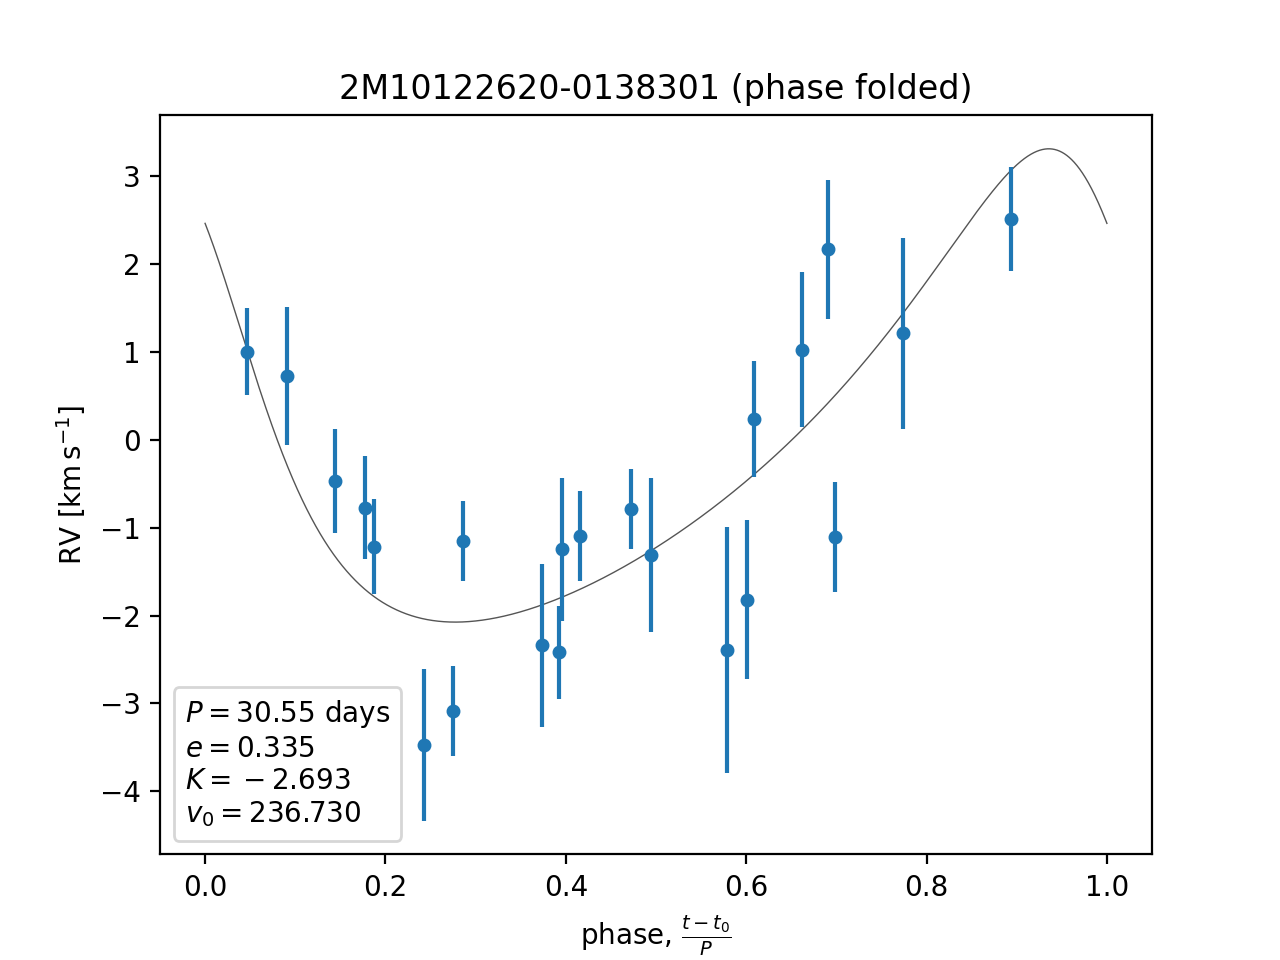 2M10122620-0138301 (phase folded)
3
2
1
0
−1
−2
−3
−4
RV [km s⁻¹]
P = 30.55 days
e = 0.335
K = −2.693
v₀ = 236.730
0.0 0.2 0.4 0.6 0.8 1.0
phase, (t − t₀)/P